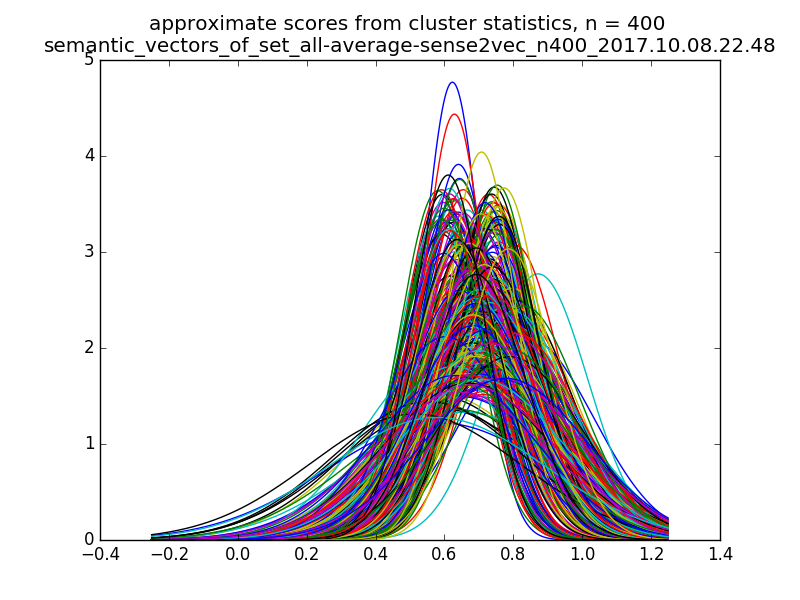 approximate scores from cluster statistics, n = 400
semantic_vectors_of_set_all-average-sense2vec_n400_2017.10.08.22.48
5
4
3
2
1
0
−0.4 −0.2 0.0 0.2 0.4 0.6 0.8 1.0 1.2 1.4